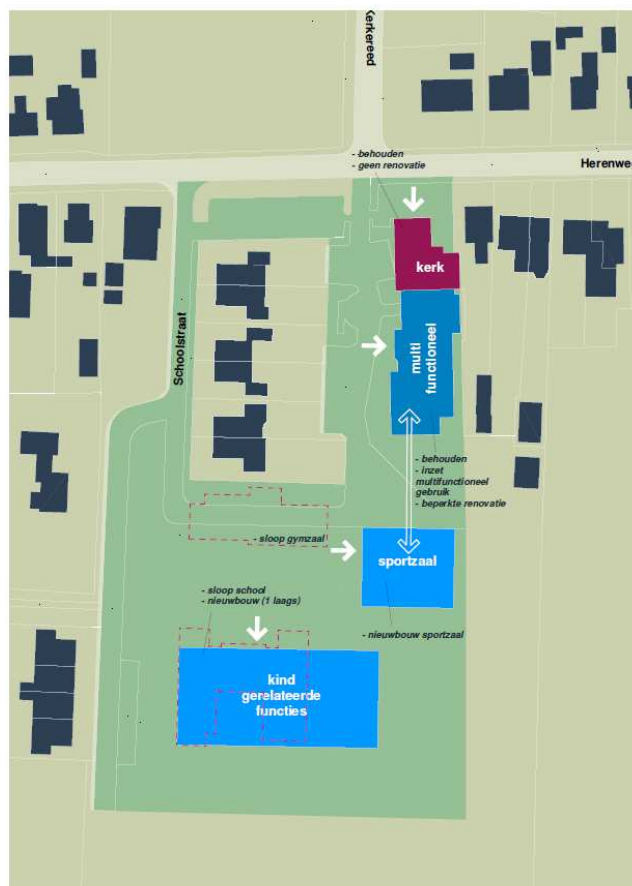 Kerkereed
- behouden
- geen renovatie
Herenwe
kerk
Schoolstraat
multi
functioneel
- behouden
- inzet
multifunctioneel
gebruik
- beperkte renovatie
- sloop gymzaal
sportzaal
- sloop school
- nieuwbouw (1 laags)
- nieuwbouw sportzaal
kind
gerelateerde
functies